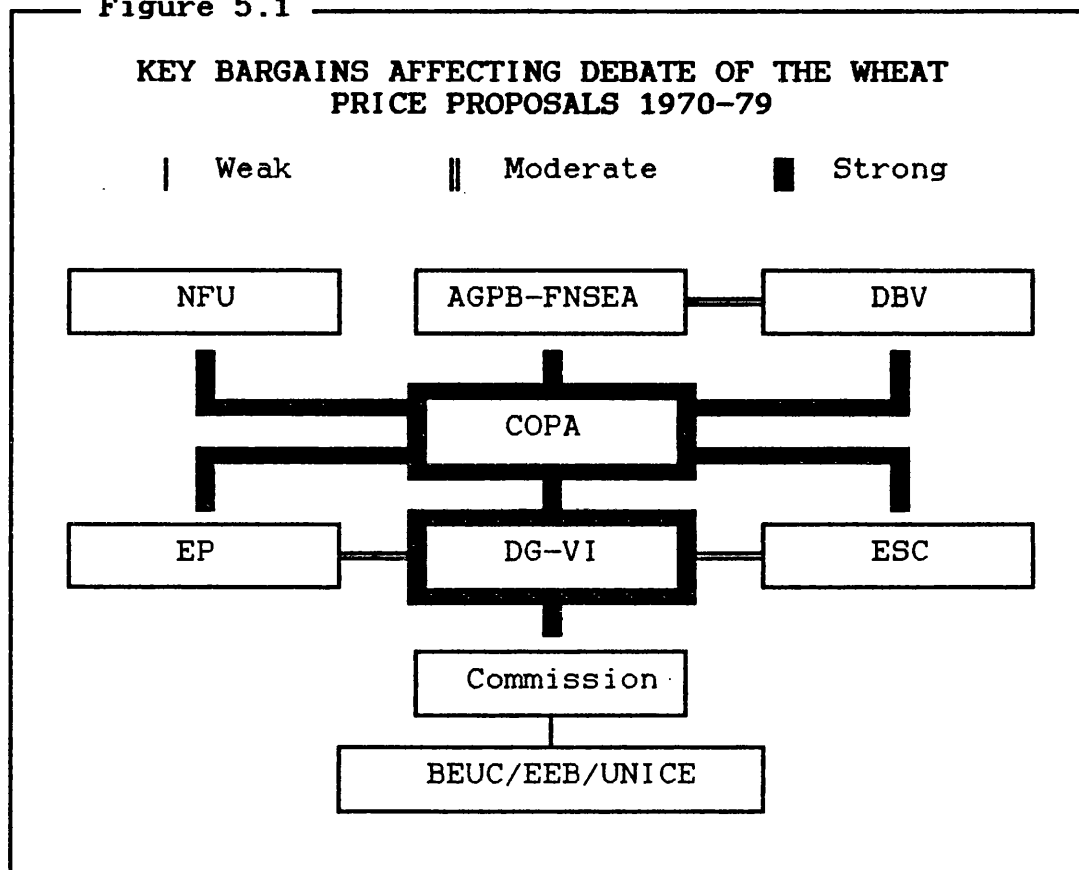 Figure 5.1
KEY BARGAINS AFFECTING DEBATE OF THE WHEAT
PRICE PROPOSALS 1970-79
Weak Moderate Strong
NFU AGPB-FNSEA DBV
COPA
EP DG-VI ESC
Commission
BEUC/EEB/UNICE